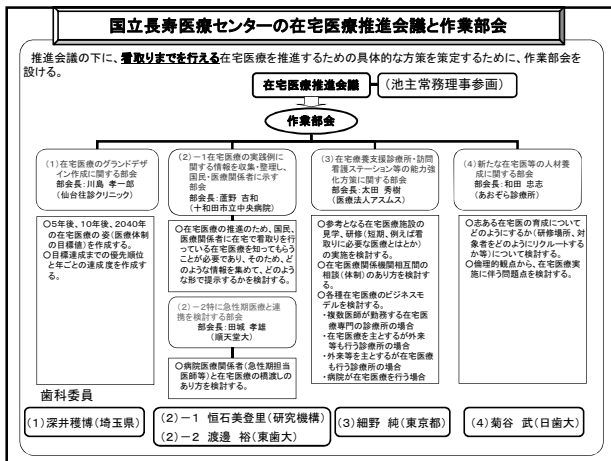 国立長寿医療センターの在宅医療推進会議と作業部会
推進会議の下に、看取りまでを行える在宅医療を推進するための具体的な方策を策定するために、作業部会を
設ける。
在宅医療推進会議
(池主常務理事参画)
作業部会
(1)在宅医療のグランドデザ
イン作成に関する部会
部会長:川島 孝一郎
(仙台往診クリニック)
○5年後、10年後、2040年
の在宅医療の 姿(医療体制
の目標値)を作成する。
○目標達成までの優先順位
と年ごとの達成度を作成す
る。
(2)-1在宅医療の実践例に
関する情報を収集・整理し、
国民・医療関係者に示す
部会
部会長:蘆野 吉和
(十和田市立中央病院)
○在宅医療の推進のため、国民、
医療関係者に在宅で看取りを行
っている在宅医療を知ってもらう
ことが必要であり、そのため、ど
のような情報を集めて、どのよう
な形で提示するかを検討する。
(2)-2特に急性期医療と連
携を検討する部会
部会長:田城 孝雄
(順天堂大)
○病院医療関係者(急性期担当
医師等)と在宅医療の橋渡しの
あり方を検討する。
(3)在宅療養支援診療所・訪問
看護ステーション等の能力強
化方策に関する部会
部会長:太田 秀樹
(医療法人アスムス)
○参考となる在宅医療施設の
見学、研修(短期、例えば看
取りに必要な医療とはとか)
の実施を検討する。
○在宅医療関係機関相互間の
相談(体制)のあり方を検討す
る。
○各種在宅医療のビジネスモ
デルを検討する。
・複数医師が勤務する在宅医
療専門の診療所の場合
・在宅医療を主とするが外来
等も行う診療所の場合
・外来等を主とするが在宅医療
も行う診療所の場合
・病院が在宅医療を行う場合
(4)新たな在宅医等の人材養
成に関する部会
部会長:和田 忠志
(あおぞら診療所)
○志ある在宅医の育成について
どのようにするか(研修場所、対
象者をどのようにリクルートする
か等)について検討する。
○倫理的観点から、在宅医療実
施に伴う問題点を検討する。
歯科委員
(1)深井穫博(埼玉県)
(2)-1 恒石美登里(研究機構)
(2)-2 渡邊 裕(東歯大)
(3)細野 純(東京都)
(4)菊谷 武(日歯大)